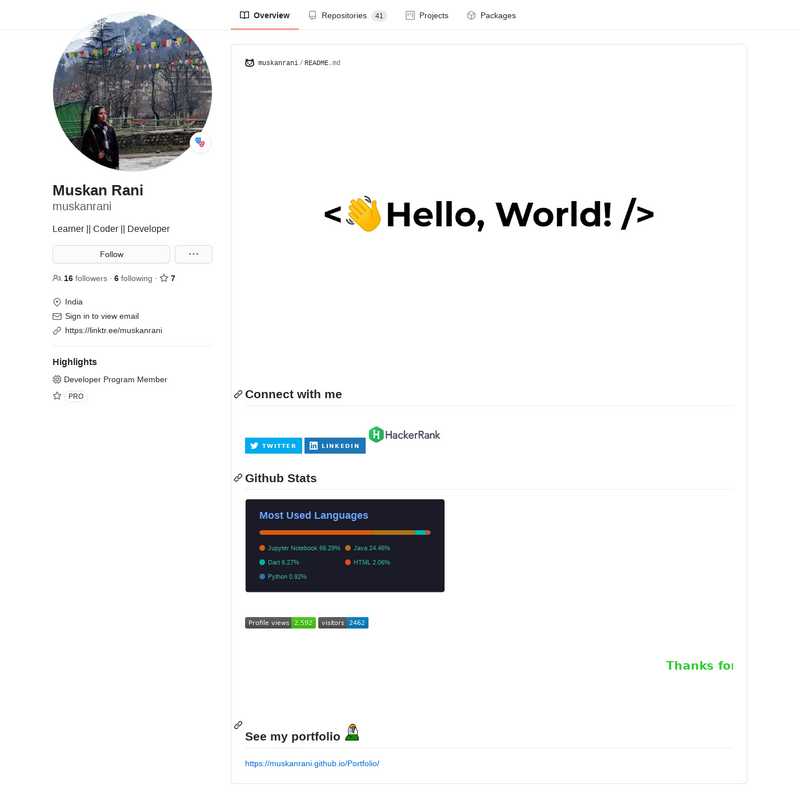 Overview Repositories 41 Projects Packages
Muskan Rani
muskanrani
Learner || Coder || Developer
Follow ···
16 followers · 6 following · 7
India
Sign in to view email
https://linktr.ee/muskanrani
Highlights
Developer Program Member
PRO
muskanrani / README.md
<👋Hello, World! />
Connect with me
TWITTER LINKEDIN HackerRank
Github Stats
Most Used Languages
Jupyter Notebook 66.29% Java 24.46%
Dart 6.27% HTML 2.06%
Python 0.92%
Profile views 2,592 visitors 2462
Thanks for
See my portfolio
https://muskanrani.github.io/Portfolio/